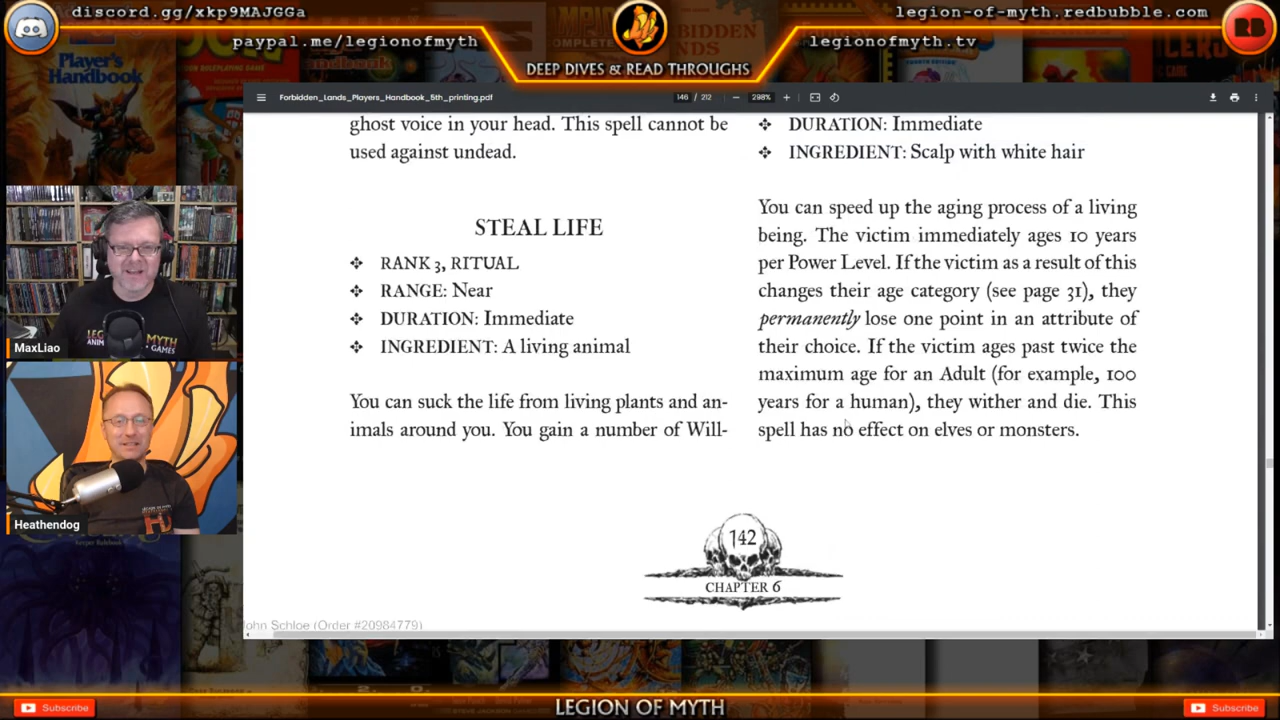 discord.gg/xkp9MAJGGa
paypal.me/legionofmyth
DEEP DIVES & READ THROUGHS
legion-of-myth.redbubble.com
legionofmyth.tv
RB
Player's
Handbook
Forbidden_Lands_Players_Handbook_5th_printing.pdf
146 / 212
298%
ghost voice in your head. This spell cannot be
used against undead.
STEAL LIFE
❖ RANK 3, RITUAL
❖ RANGE: Near
❖ DURATION: Immediate
❖ INGREDIENT: A living animal
You can suck the life from living plants and an-
imals around you. You gain a number of Will-
❖ DURATION: Immediate
❖ INGREDIENT: Scalp with white hair
You can speed up the aging process of a living
being. The victim immediately ages 10 years
per Power Level. If the victim as a result of this
changes their age category (see page 31), they
permanently lose one point in an attribute of
their choice. If the victim ages past twice the
maximum age for an Adult (for example, 100
years for a human), they wither and die. This
spell has no effect on elves or monsters.
142
CHAPTER 6
John Schloe (Order #20984779)
MaxLiao
Heathendog
Subscribe
LEGION OF MYTH
Subscribe